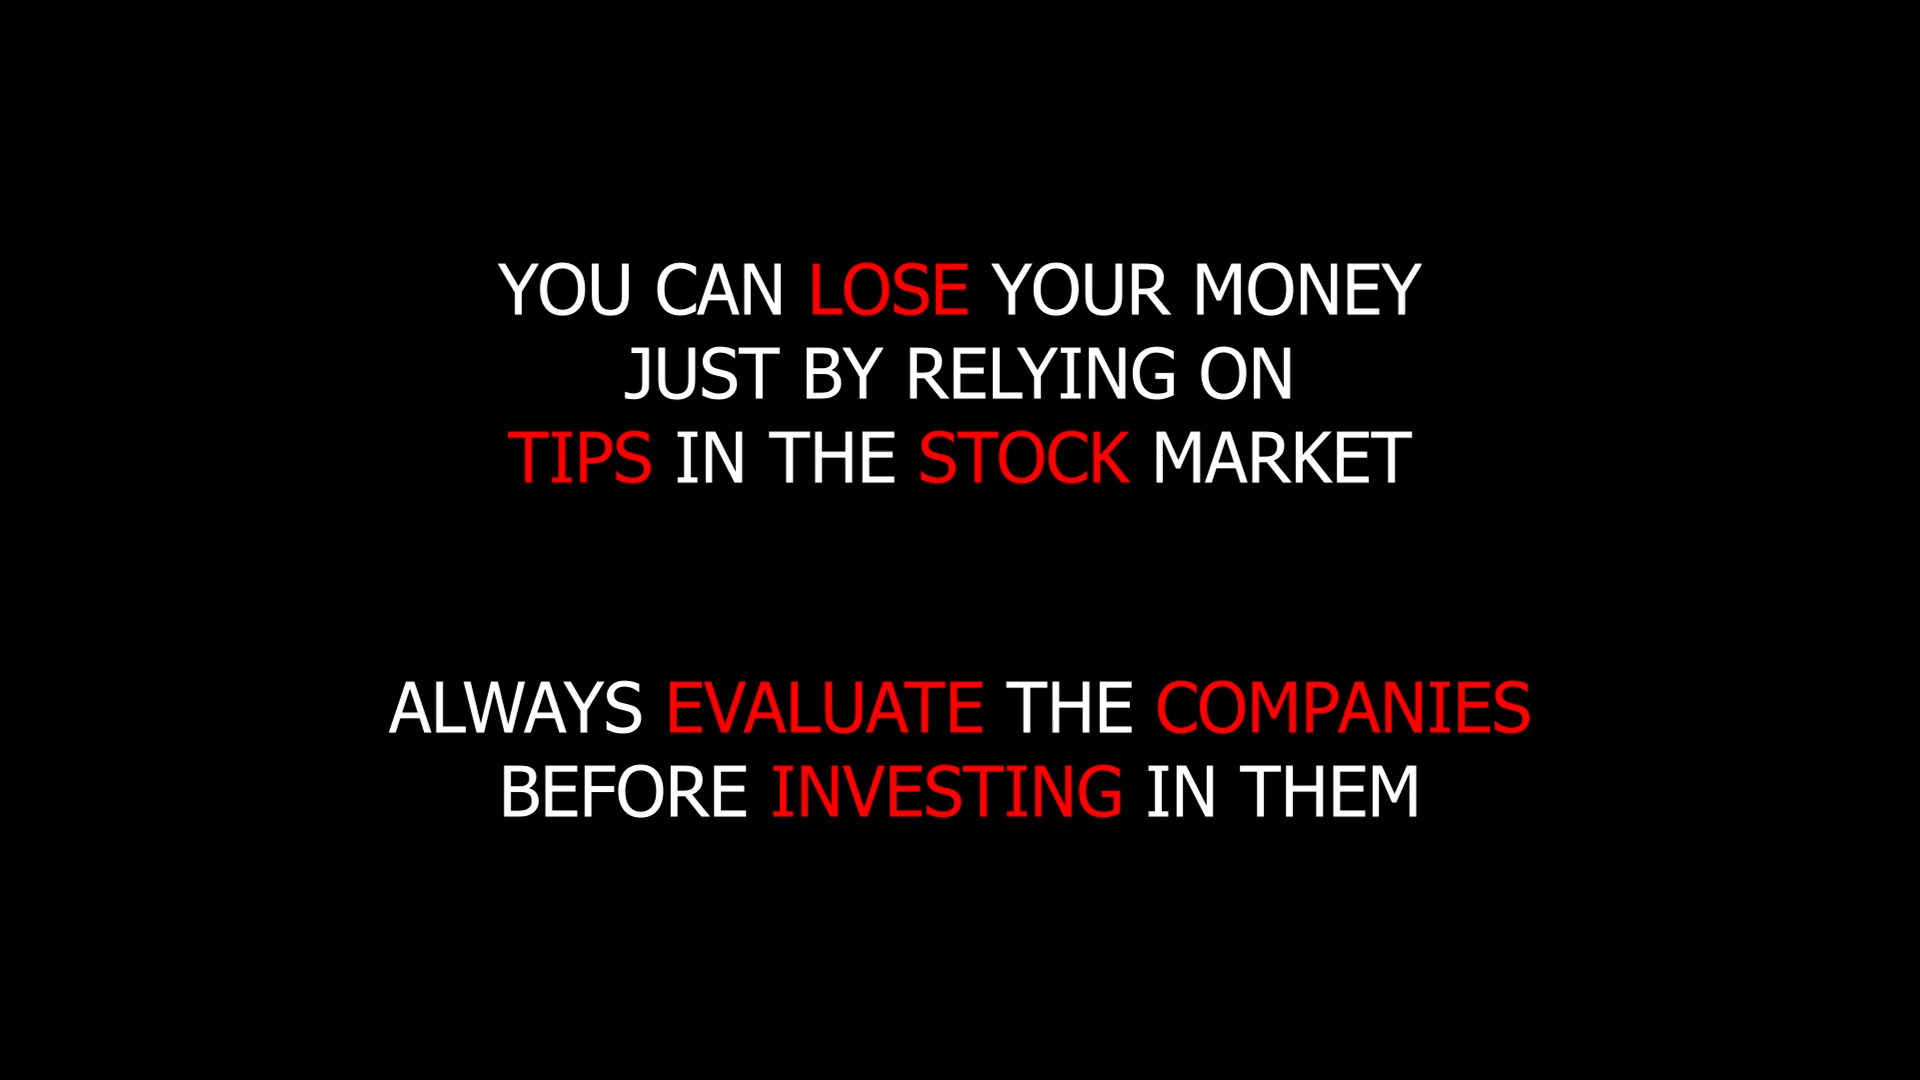 YOU CAN LOSE YOUR MONEY
JUST BY RELYING ON
TIPS IN THE STOCK MARKET
ALWAYS EVALUATE THE COMPANIES
BEFORE INVESTING IN THEM